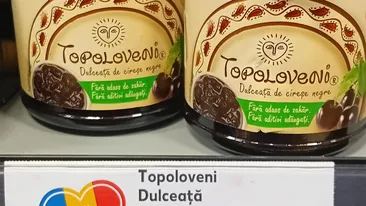 TOPOLOVENI®
Dulceață de cireșe negre
Fără adaos de zahăr.
Fără aditivi adăugați.
TOPOLOVENI®
Dulceață de cireșe negre
Fără adaos de zahăr.
Fără aditivi adăugați.
Topoloveni
Dulceață